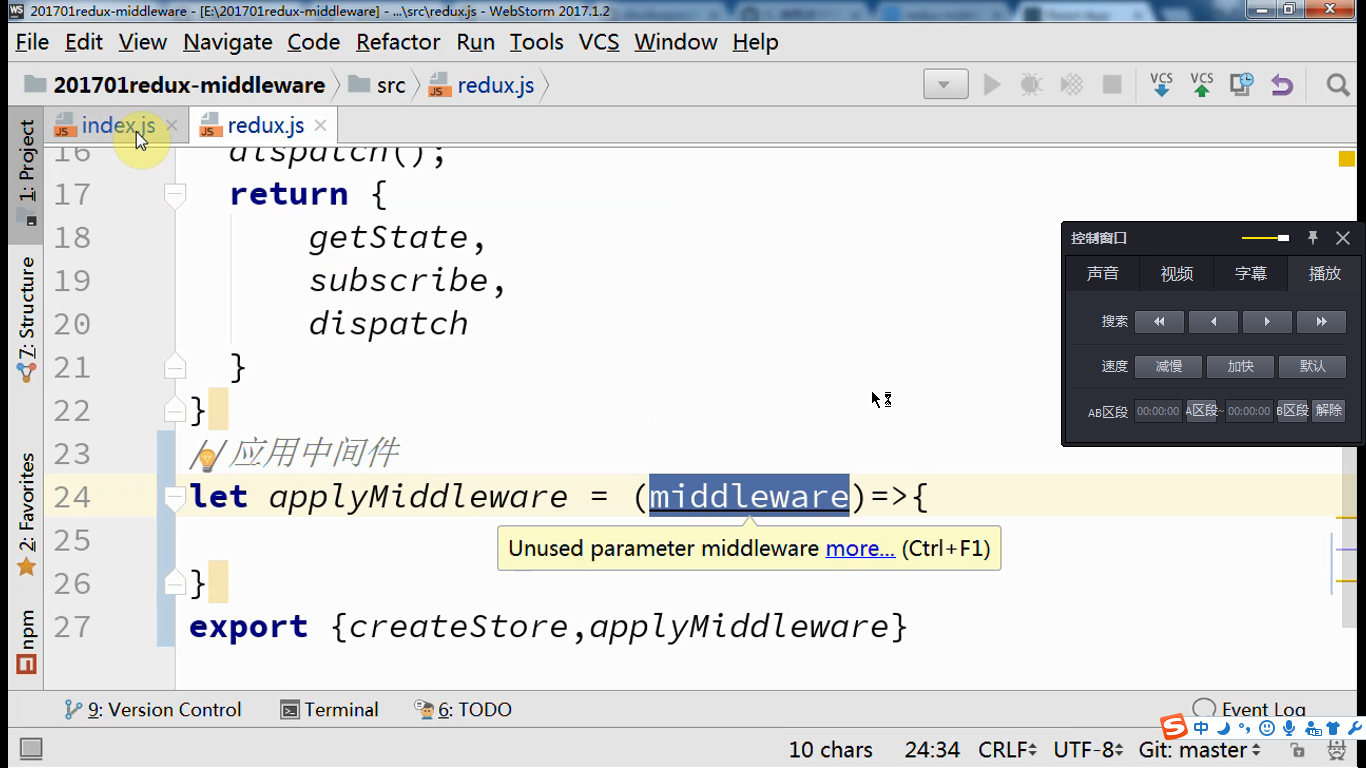 201701redux-middleware - [E:\201701redux-middleware] - ...\src\redux.js - WebStorm 2017.1.2
File Edit View Navigate Code Refactor Run Tools VCS Window Help
201701redux-middleware src redux.js
VCS VCS
index.js redux.js
1: Project
7: Structure
2: Favorites
npm
16 dispatch();
17 return {
18 getState,
19 subscribe,
20 dispatch
21 }
22 }
23 //应用中间件
24 let applyMiddleware = (middleware)=>{
Unused parameter middleware more... (Ctrl+F1)
25
26 }
27 export {createStore,applyMiddleware}
控制窗口
声音 视频 字幕 播放
搜索
速度 减慢 加快 默认
AB区段 00:00:00 A区段~ 00:00:00 B区段 解除
9: Version Control Terminal 6: TODO Event Log
中
10 chars 24:34 CRLF UTF-8 Git: master